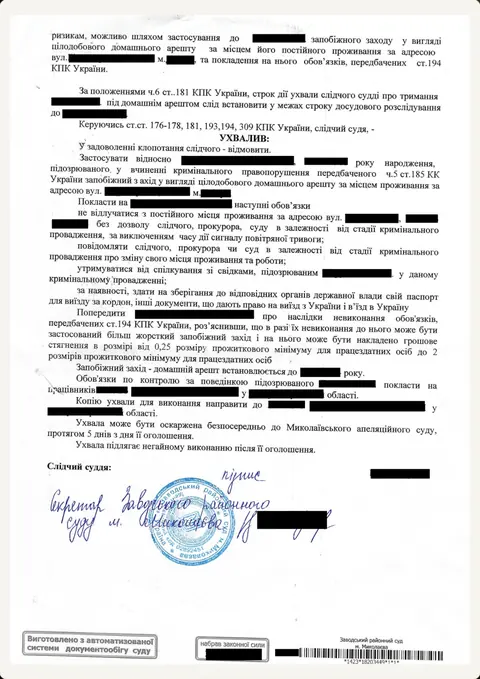 ризикам, можливо шляхом застосування до запобіжного заходу у вигляді
цілодобового домашнього арешту за місцем його постійного проживання за адресою
вул. м. , та покладення на нього обов'язків, передбачених ст.194
КПК України.
За положеннями ч.6 ст..181 КПК України, строк дії ухвали слідчого судді про тримання
, під домашнім арештом слід встановити у межах строку досудового розслідування
до
Керуючись ст.ст. 176-178, 181, 193,194, 309 КПК України, слідчий суддя, -
УХВАЛИВ:
У задоволенні клопотання слідчого - відмовити.
Застосувати відносно , року народження,
підозрюваного у вчиненні кримінального правопорушення передбаченого ч.5 ст.185 КК
України запобіжний захід у вигляді цілодобового домашнього арешту за місцем проживання за
адресою вул. м.
Покласти на наступні обов'язки
не відлучатися з постійного місця проживання за адресою вул. ,
без дозволу слідчого, прокурора, суду в залежності від стадії кримінального
провадження, за виключенням часу дії сигналу повітряної тривоги;
повідомляти слідчого, прокурора чи суд в залежності від стадії кримінального
провадження про зміну свого місця проживання та роботи;
утримуватися від спілкування зі свідками, підозрюваним , у даному
кримінальному провадженні;
за наявності, здати на зберігання до відповідних органів державної влади свій паспорт
для виїзду за кордон, інші документи, що дають право на виїзд з України і в'їзд в Україну
Попередити про наслідки невиконання обов'язків,
передбачених ст.194 КПК України, роз'яснивши, що в разі їх невиконання до нього може бути
застосований більш жорсткий запобіжний захід і на нього може бути накладено грошове
стягнення в розмірі від 0,25 розміру прожиткового мінімуму для працездатних осіб до 2
розмірів прожиткового мінімуму для працездатних осіб
Запобіжний захід - домашній арешт встановлюється до року.
Обов'язки по контролю за поведінкою підозрюваного покласти на
працівників у області.
Копію ухвали для виконання направити до у
області.
Ухвала може бути оскаржена безпосередньо до Миколаївського апеляційного суду,
протягом 5 днів з дня її оголошення.
Ухвала підлягає негайному виконанню після її оголошення.
Слідчий суддя:
підпис
Секретар Заводського районного
суду м. Миколаєва
Виготовлено з автоматизованої
системи документообігу суду
набрав законної сили
Заводський районний суд
м. Миколаєва
*1423*18203449*1*1*